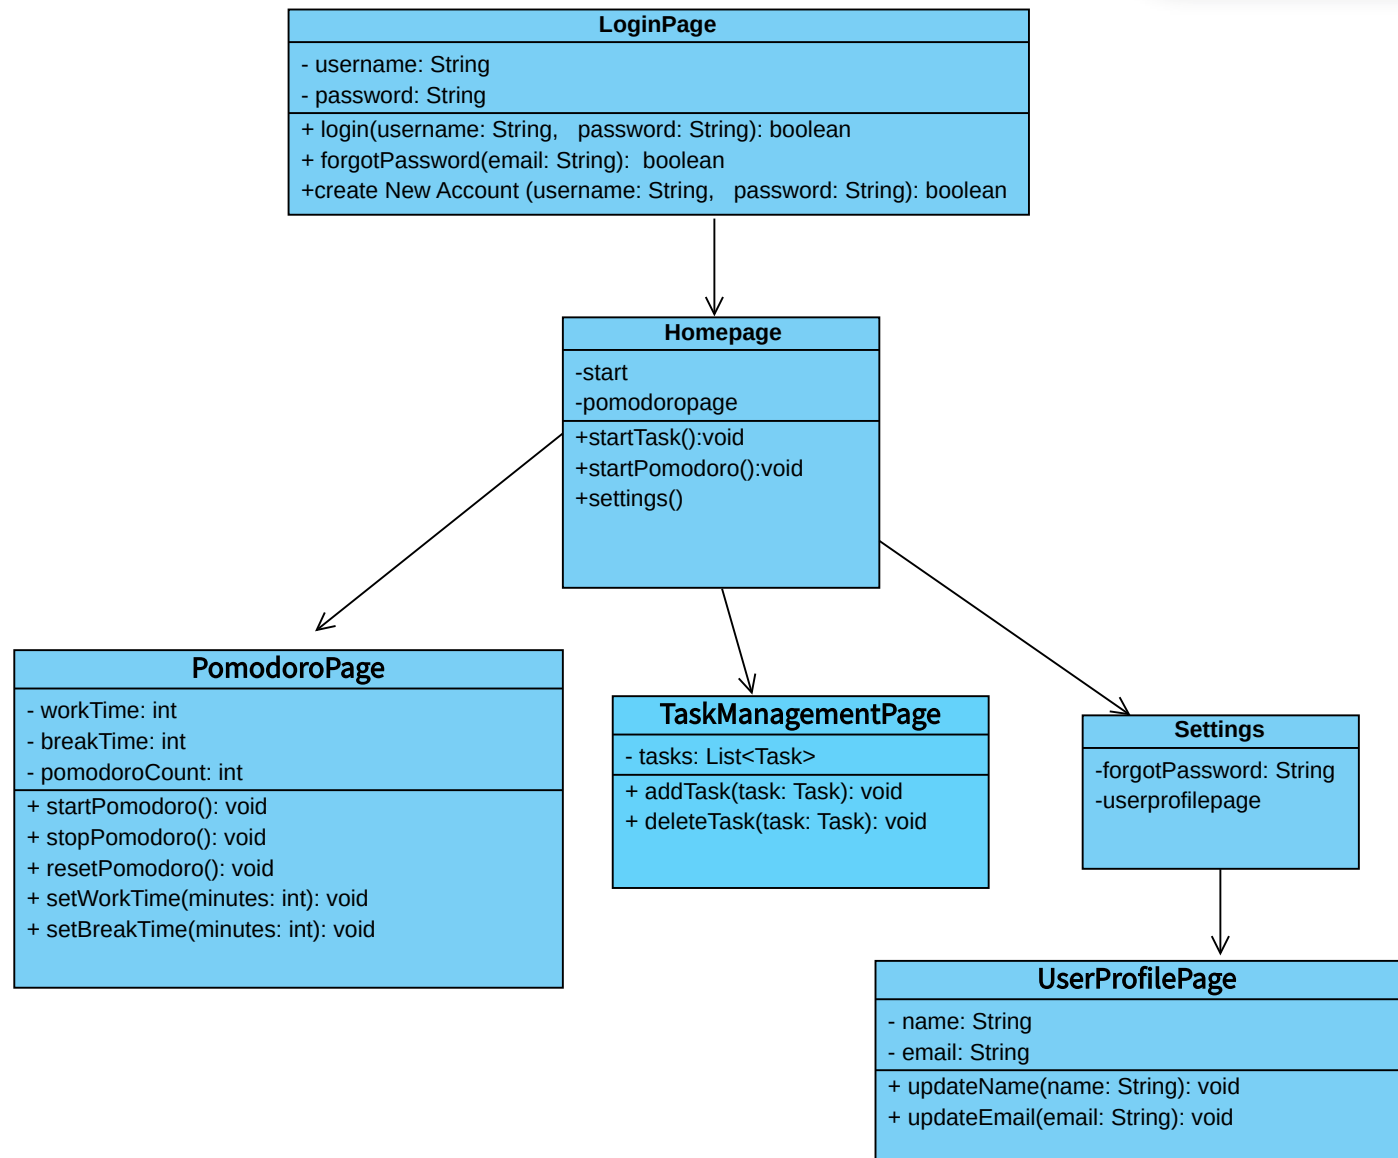 LoginPage
- username: String
- password: String
+ login(username: String,   password: String): boolean
+ forgotPassword(email: String):  boolean
+create New Account (username: String,   password: String): boolean
Homepage
-start
-pomodoropage
+startTask():void
+startPomodoro():void
+settings()
PomodoroPage
- workTime: int
- breakTime: int
- pomodoroCount: int
+ startPomodoro(): void
+ stopPomodoro(): void
+ resetPomodoro(): void
+ setWorkTime(minutes: int): void
+ setBreakTime(minutes: int): void
TaskManagementPage
- tasks: List<Task>
+ addTask(task: Task): void
+ deleteTask(task: Task): void
Settings
-forgotPassword: String
-userprofilepage
UserProfilePage
- name: String
- email: String
+ updateName(name: String): void
+ updateEmail(email: String): void